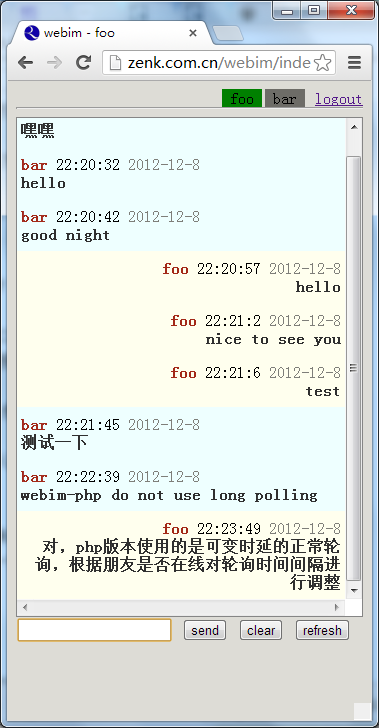 webim - foo
zenk.com.cn/webim/inde
foo bar logout
嘿嘿
bar 22:20:32 2012-12-8
hello
bar 22:20:42 2012-12-8
good night
foo 22:20:57 2012-12-8
hello
foo 22:21:2 2012-12-8
nice to see you
foo 22:21:6 2012-12-8
test
bar 22:21:45 2012-12-8
测试一下
bar 22:22:39 2012-12-8
webim-php do not use long polling
foo 22:23:49 2012-12-8
对，php版本使用的是可变时延的正常轮
询，根据朋友是否在线对轮询时间间隔进
行调整
send clear refresh